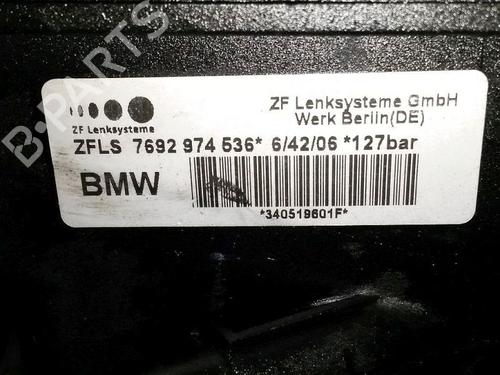 B-PARTS
ZF Lenksysteme
ZF Lenksysteme GmbH
Werk Berlin(DE)
ZFLS 7692 974 536* 6/42/06 *127bar
BMW
*340519601F*